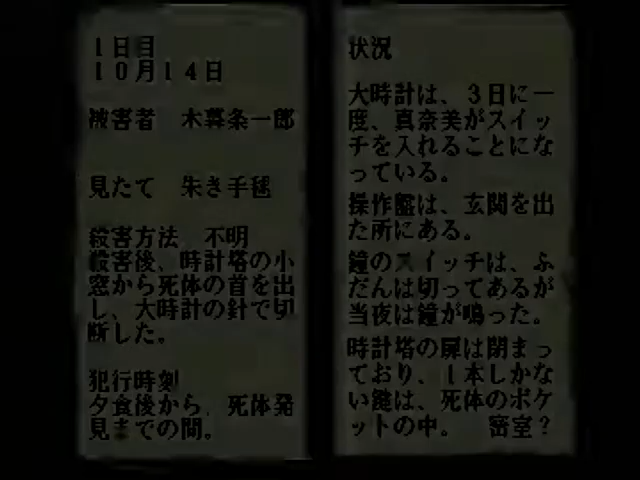 1日目
10月14日
被害者 木暮条一郎
見たて 朱き手毬
殺害方法 不明
殺害後、時計塔の小
窓から死体の首を出
し、大時計の針で切
断した。
犯行時刻
夕食後から、死体発
見までの間。
状況
大時計は、3日に一
度、真奈美がスイッ
チを入れることにな
っている。
操作盤は、玄関を出
た所にある。
鐘のスイッチは、ふ
だんは切ってあるが
当夜は鐘が鳴った。
時計塔の扉は閉まっ
ており、1本しかな
い鍵は、死体のポケ
ットの中。 密室?